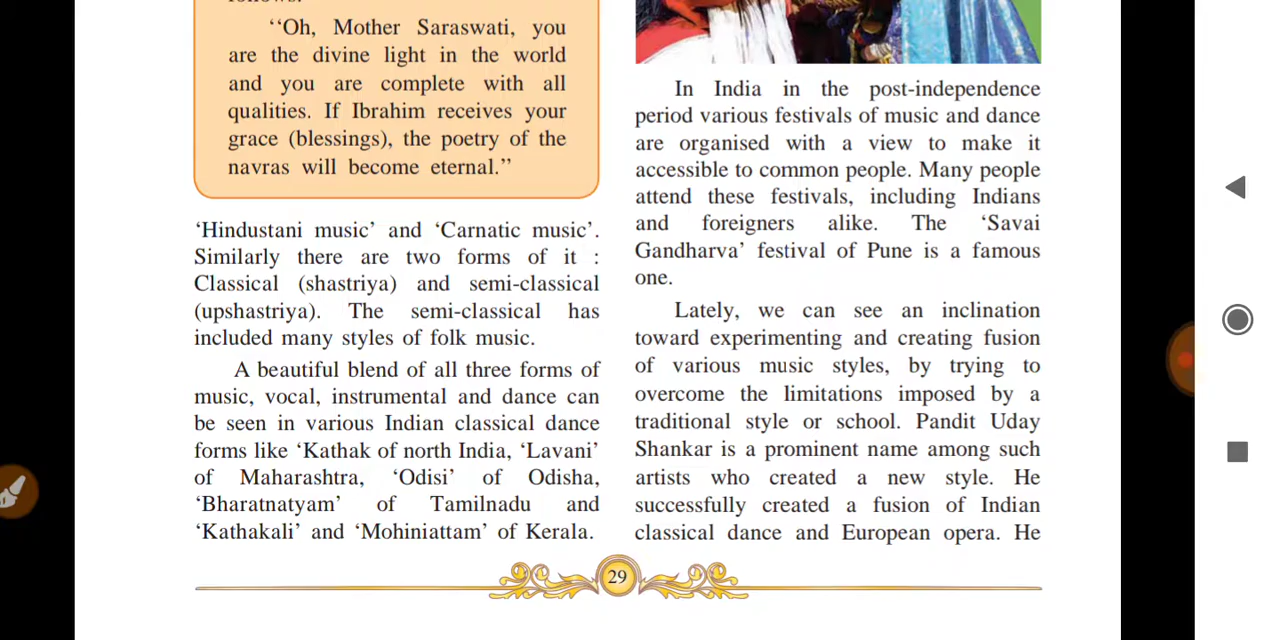 follows.
‘‘Oh, Mother Saraswati, you
are the divine light in the world
and you are complete with all
qualities. If Ibrahim receives your
grace (blessings), the poetry of the
navras will become eternal.’’
‘Hindustani music’ and ‘Carnatic music’.
Similarly there are two forms of it :
Classical (shastriya) and semi-classical
(upshastriya). The semi-classical has
included many styles of folk music.
A beautiful blend of all three forms of
music, vocal, instrumental and dance can
be seen in various Indian classical dance
forms like ‘Kathak of north India, ‘Lavani’
of Maharashtra, ‘Odisi’ of Odisha,
‘Bharatnatyam’ of Tamilnadu and
‘Kathakali’ and ‘Mohiniattam’ of Kerala.
In India in the post-independence
period various festivals of music and dance
are organised with a view to make it
accessible to common people. Many people
attend these festivals, including Indians
and foreigners alike. The ‘Savai
Gandharva’ festival of Pune is a famous
one.
Lately, we can see an inclination
toward experimenting and creating fusion
of various music styles, by trying to
overcome the limitations imposed by a
traditional style or school. Pandit Uday
Shankar is a prominent name among such
artists who created a new style. He
successfully created a fusion of Indian
classical dance and European opera. He
29